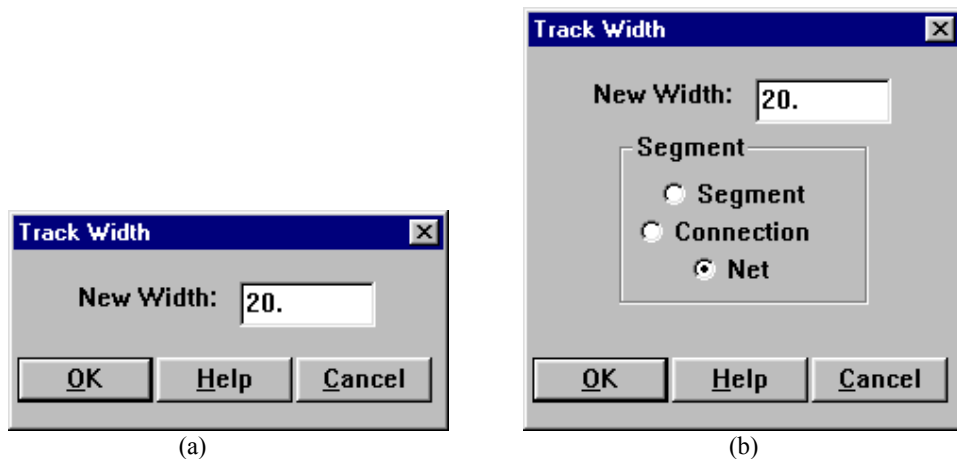 Track Width
New Width: 20.
OK Help Cancel
(a)
Track Width
New Width: 20.
Segment
Segment
Connection
Net
OK Help Cancel
(b)